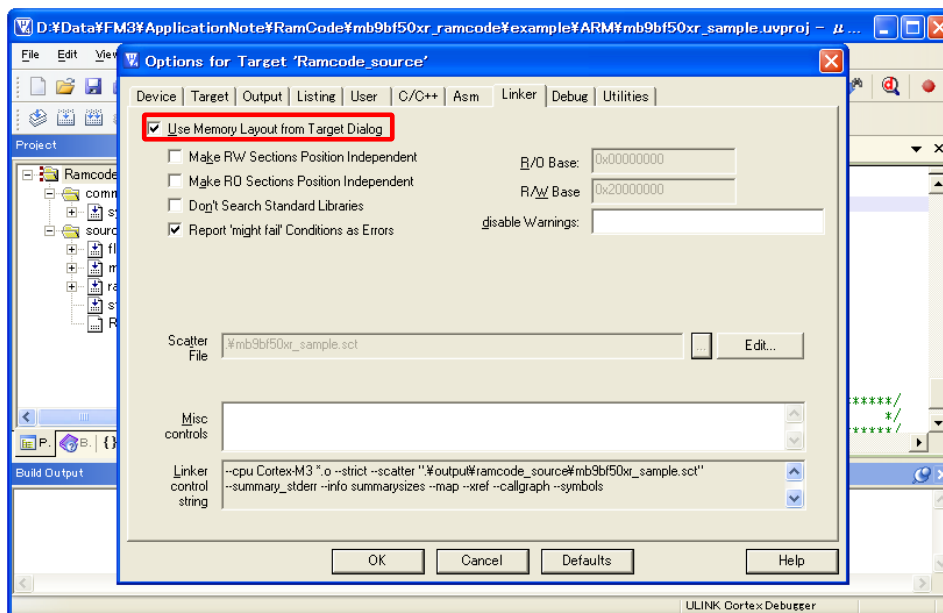 D:¥Data¥FM3¥ApplicationNote¥RamCode¥mb9bf50xr_ramcode¥example¥ARM¥mb9bf50xr_sample.uvproj - µ ...
File Edit View
Options for Target 'Ramcode_source'
Device Target Output Listing User C/C++ Asm Linker Debug Utilities
Use Memory Layout from Target Dialog
Make RW Sections Position Independent
R/O Base: 0x00000000
Make RO Sections Position Independent
R/W Base 0x20000000
Don't Search Standard Libraries
disable Warnings:
Report 'might fail' Conditions as Errors
Project
Ramcode
comm
s
sourc
fl
m
ra
s
R
Scatter File
.¥mb9bf50xr_sample.sct
...
Edit...
******/
*/
******/
Misc controls
P. B. {}
Build Output
Linker control string
--cpu Cortex-M3 *.o --strict --scatter ".¥output¥ramcode_source¥mb9bf50xr_sample.sct"
--summary_stderr --info summarysizes --map --xref --callgraph --symbols
OK Cancel Defaults Help
ULINK Cortex Debugger